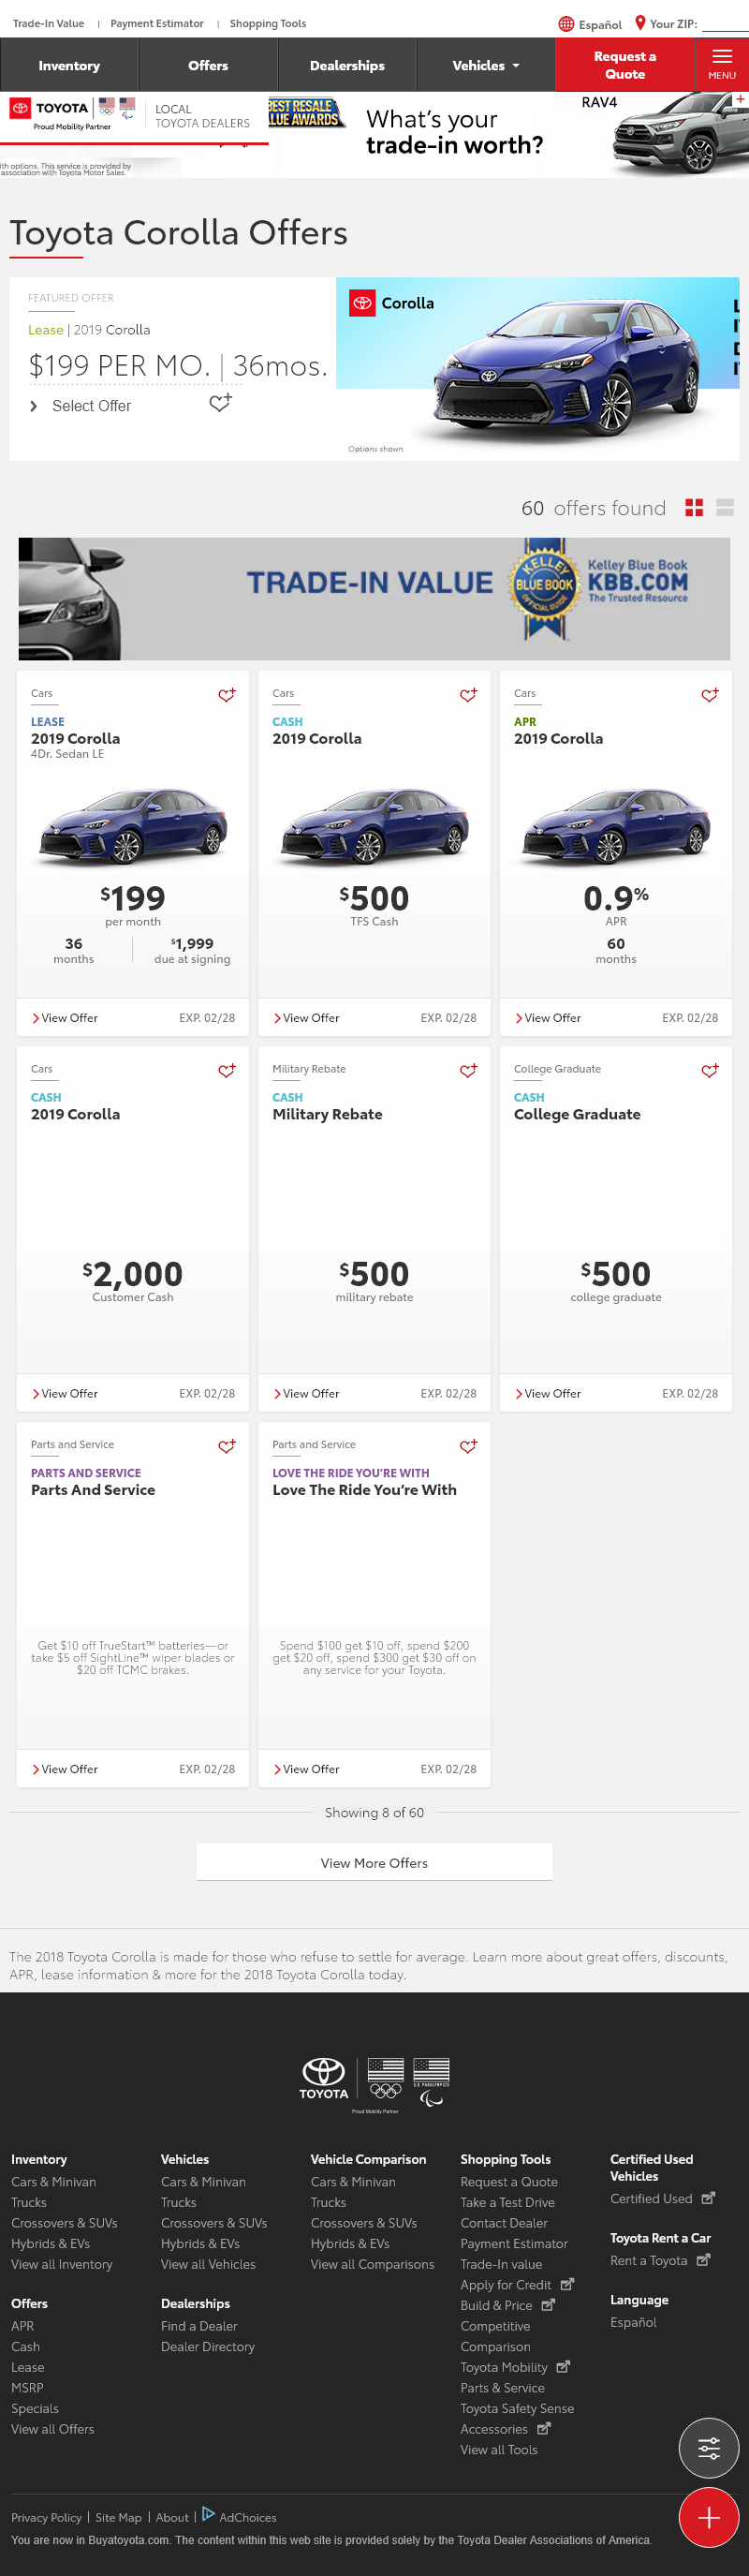 Trade-In Value | Payment Estimator | Shopping Tools
Español
Your ZIP:
Inventory
Offers
Dealerships
Vehicles
Request a
Quote
MENU
TOYOTA
Proud Mobility Partner
LOCAL
TOYOTA DEALERS
BEST RESALE
VALUE AWARDS
What's your
trade-in worth?
RAV4
ith options. This service is provided by
association with Toyota Motor Sales.
Toyota Corolla Offers
FEATURED OFFER
Lease | 2019 Corolla
$199 PER MO. | 36mos.
Select Offer
Corolla
Options shown.
60 offers found
TRADE-IN VALUE
KELLEY
BLUE BOOK
OFFICIAL GUIDE
Kelley Blue Book
KBB.COM
The Trusted Resource
Cars
LEASE
2019 Corolla
4Dr. Sedan LE
$199
per month
36
months
$1,999
due at signing
View Offer EXP. 02/28
Cars
CASH
2019 Corolla
$500
TFS Cash
View Offer EXP. 02/28
Cars
APR
2019 Corolla
0.9%
APR
60
months
View Offer EXP. 02/28
Cars
CASH
2019 Corolla
$2,000
Customer Cash
View Offer EXP. 02/28
Military Rebate
CASH
Military Rebate
$500
military rebate
View Offer EXP. 02/28
College Graduate
CASH
College Graduate
$500
college graduate
View Offer EXP. 02/28
Parts and Service
PARTS AND SERVICE
Parts And Service
Get $10 off TrueStart™ batteries—or
take $5 off SightLine™ wiper blades or
$20 off TCMC brakes.
View Offer EXP. 02/28
Parts and Service
LOVE THE RIDE YOU'RE WITH
Love The Ride You're With
Spend $100 get $10 off, spend $200
get $20 off, spend $300 get $30 off on
any service for your Toyota.
View Offer EXP. 02/28
Showing 8 of 60
View More Offers
The 2018 Toyota Corolla is made for those who refuse to settle for average. Learn more about great offers, discounts,
APR, lease information & more for the 2018 Toyota Corolla today.
TOYOTA
U.S. PARALYMPICS
Proud Mobility Partner
Inventory
Cars & Minivan
Trucks
Crossovers & SUVs
Hybrids & EVs
View all Inventory
Offers
APR
Cash
Lease
MSRP
Specials
View all Offers
Vehicles
Cars & Minivan
Trucks
Crossovers & SUVs
Hybrids & EVs
View all Vehicles
Dealerships
Find a Dealer
Dealer Directory
Vehicle Comparison
Cars & Minivan
Trucks
Crossovers & SUVs
Hybrids & EVs
View all Comparisons
Shopping Tools
Request a Quote
Take a Test Drive
Contact Dealer
Payment Estimator
Trade-In value
Apply for Credit
Build & Price
Competitive
Comparison
Toyota Mobility
Parts & Service
Toyota Safety Sense
Accessories
View all Tools
Certified Used
Vehicles
Certified Used
Toyota Rent a Car
Rent a Toyota
Language
Español
Privacy Policy | Site Map | About | AdChoices
You are now in Buyatoyota.com. The content within this web site is provided solely by the Toyota Dealer Associations of America.